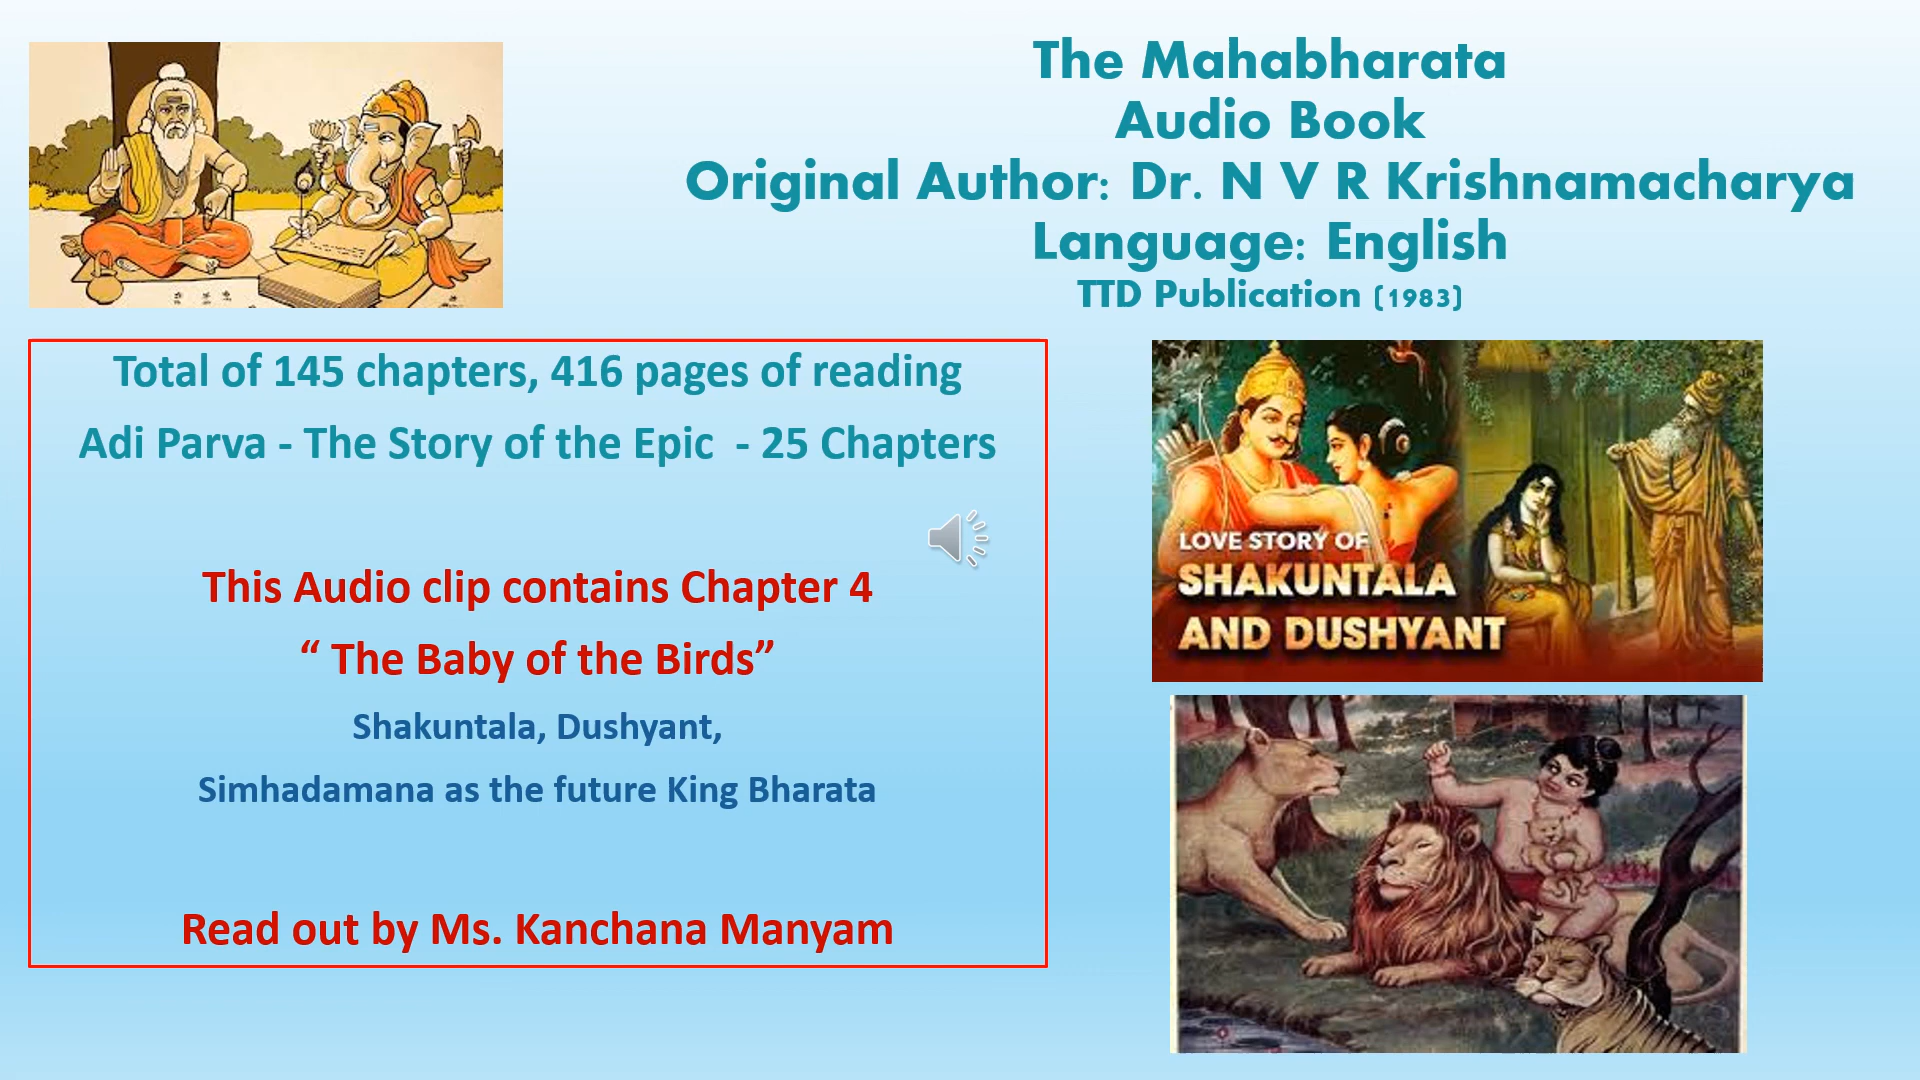 The Mahabharata
Audio Book
Original Author: Dr. N V R Krishnamacharya
Language: English
TTD Publication (1983)
Total of 145 chapters, 416 pages of reading
Adi Parva - The Story of the Epic - 25 Chapters
This Audio clip contains Chapter 4
“ The Baby of the Birds”
Shakuntala, Dushyant,
Simhadamana as the future King Bharata
Read out by Ms. Kanchana Manyam
LOVE STORY OF
SHAKUNTALA
AND DUSHYANT